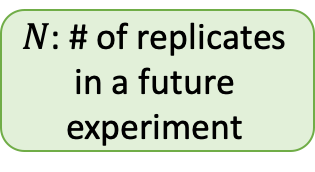 N: # of replicates
in a future
experiment